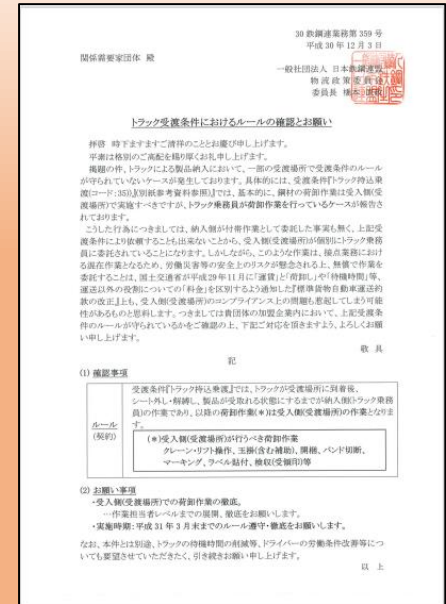 30 鉄鋼連業務第 359 号
平成 30 年 12 月 3 日
関係需要家団体 殿
一般社団法人 日本鉄鋼連盟
物流政策委員会
委員長
トラック受渡条件におけるルールの確認とお願い
拝啓 時下ますますご清祥のこととお慶び申し上げます。
平素は格別のご高配を賜り厚くお礼申し上げます。
掲題の件、トラックによる製品納入において、一部の受渡場所で受渡条件のルール
が守られていないケースが発生しております。具体的には、受渡条件『トラック持込乗
渡(コード:35)』(別紙参考資料参照)では、基本的に、鋼材の荷卸作業は受入側(受
渡場所)で実施すべきですが、トラック乗務員が荷卸作業を行っているケースが報告さ
れております。
こうした行為につきましては、納入側が付帯作業として委託した事実も無く、上記受
渡条件により依頼することも出来ないことから、受入側(受渡場所)が個別にトラック乗務
員に委託されていることになります。しかしながら、このような作業は、接点業務におけ
る混在作業となるため、労働災害等の安全上のリスクが懸念される上、無償で作業を
委託することは、国土交通省が平成29年11月に「運賃」と「荷卸し」や「待機時間」等、
運送以外の役割についての「料金」を区別するよう通知した『標準貨物自動車運送約
款の改正』上も、受入側(受渡場所)のコンプライアンス上の問題も惹起してしまう可能
性があるものと思料します。つきましては貴団体の加盟企業内において、上記受渡条
件のルールが守られているかをご確認の上、下記ご対応を頂きますよう、よろしくお願
い申し上げます。
敬 具
記
(1) 確認事項
ルール
(契約)
受渡条件『トラック持込乗渡』では、トラックが受渡場所に到着後、
シート外し・解縛し、製品が受取れる状態にするまでが納入側(トラック乗務
員)の作業であり、以降の荷卸作業(*)は受入側(受渡場所)の作業となりま
す。
(*)受入側(受渡場所)が行うべき荷卸作業
クレーン・リフト操作、玉掛(含む補助)、開梱、バンド切断、
マーキング、ラベル貼付、検収(受領印)等
(2) お願い事項
・受入側(受渡場所)での荷卸作業の徹底。
…作業担当者レベルまでの展開、徹底をお願いします。
・実施時期:平成 31 年 3 月末までのルール遵守・徹底をお願いします。
なお、本件とは別途、トラックの待機時間の削減等、ドライバーの労働条件改善等につ
いても要望させていただきたく、引き続きお願い申し上げます。
以 上